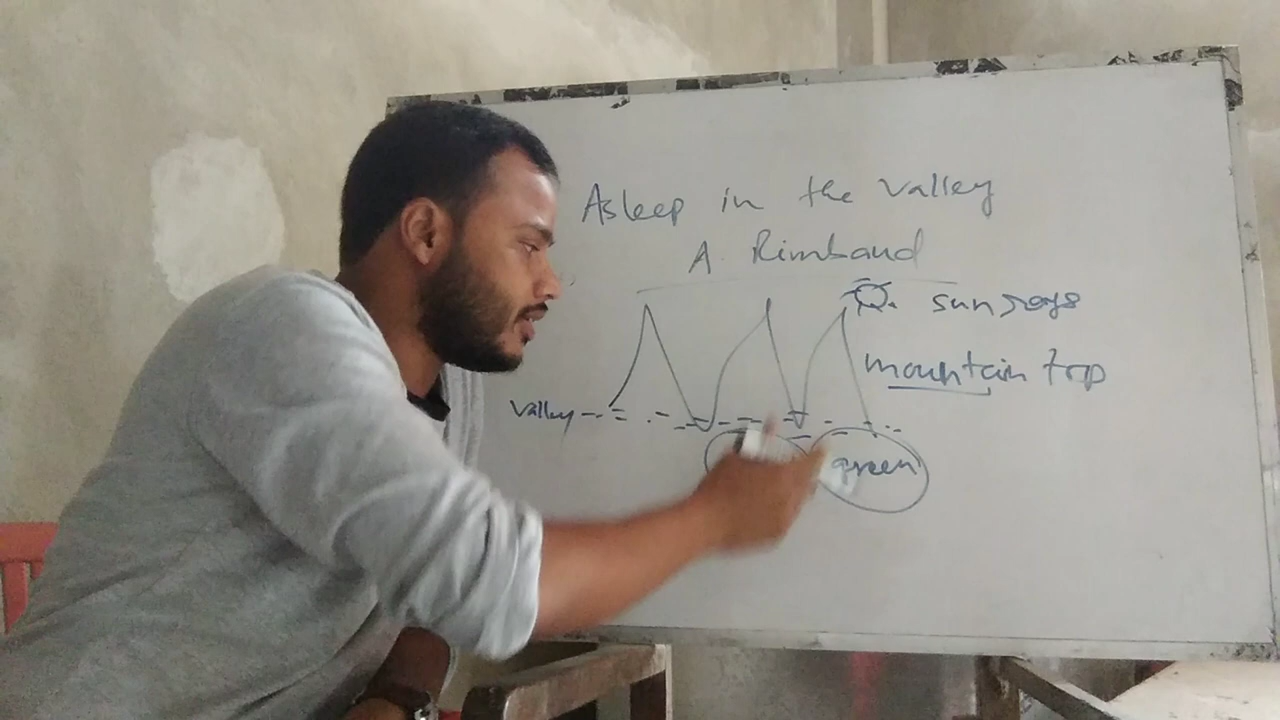 Asleep in the valley
A. Rimbaud
sun rays
mountain top
Valley
green